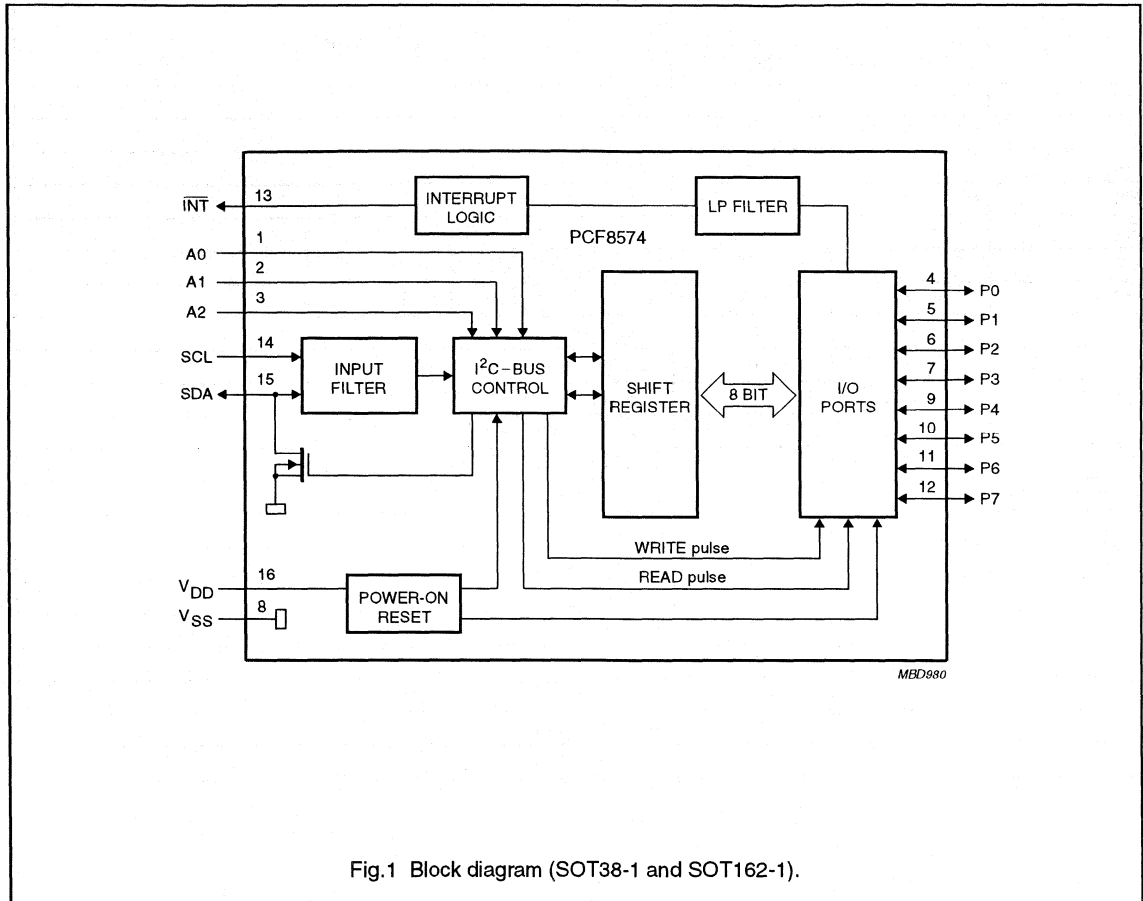 INT 13
INTERRUPT
LOGIC
LP FILTER
PCF8574
A0 1
A1 2
A2 3
SCL 14
SDA 15
INPUT
FILTER
I²C–BUS
CONTROL
SHIFT
REGISTER
8 BIT
I/O
PORTS
4 P0
5 P1
6 P2
7 P3
9 P4
10 P5
11 P6
12 P7
WRITE pulse
READ pulse
VDD 16
VSS 8
POWER-ON
RESET
MBD980
Fig.1 Block diagram (SOT38-1 and SOT162-1).